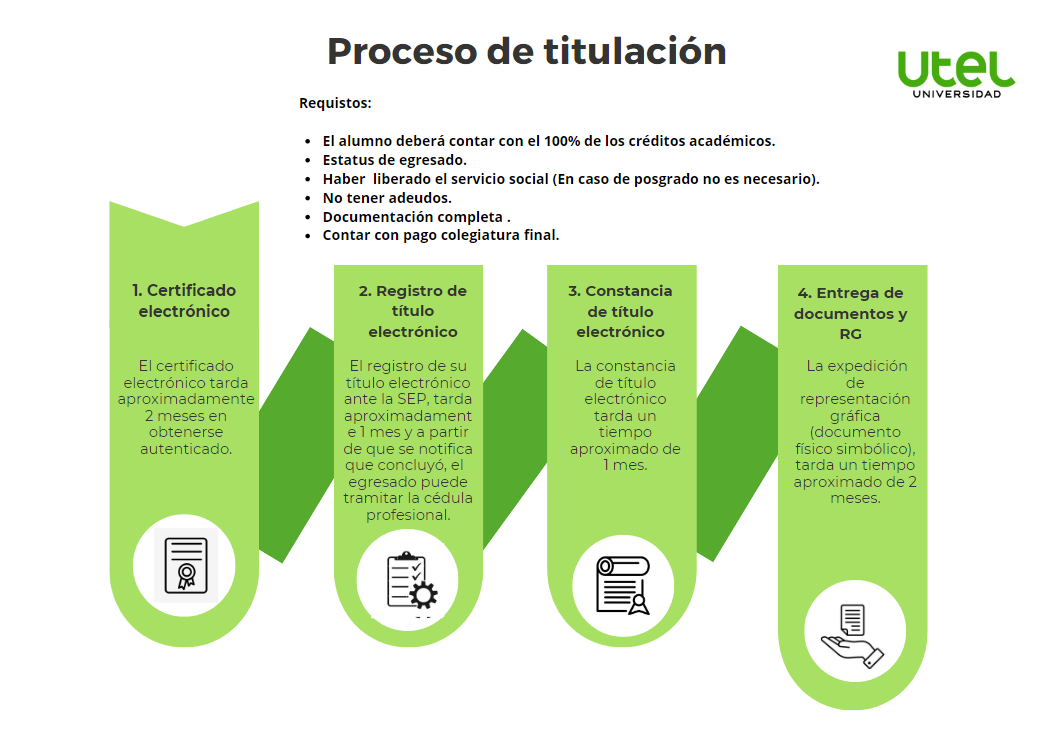 Proceso de titulación
utel
UNIVERSIDAD
Requistos:
• El alumno deberá contar con el 100% de los créditos académicos.
• Estatus de egresado.
• Haber liberado el servicio social (En caso de posgrado no es necesario).
• No tener adeudos.
• Documentación completa .
• Contar con pago colegiatura final.
1. Certificado
electrónico
El certificado
electrónico tarda
aproximadamente
2 meses en
obtenerse
autenticado.
2. Registro de
título
electrónico
El registro de su
título electrónico
ante la SEP, tarda
aproximadament
e 1 mes y a partir
de que se notifica
que concluyó, el
egresado puede
tramitar la cédula
profesional.
3. Constancia
de título
electrónico
La constancia
de título
electrónico
tarda un
tiempo
aproximado de
1 mes.
4. Entrega de
documentos y
RG
La expedición
de
representación
gráfica
(documento
físico simbólico),
tarda un tiempo
aproximado de 2
meses.